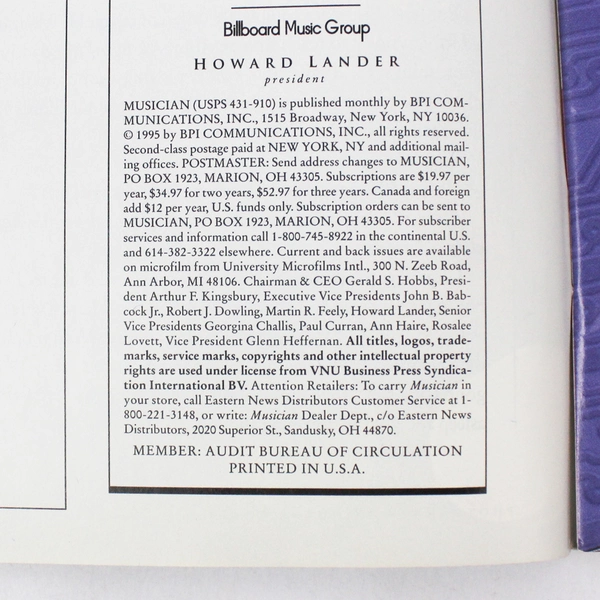 Billboard Music Group
HOWARD LANDER
president
MUSICIAN (USPS 431-910) is published monthly by BPI COM-
MUNICATIONS, INC., 1515 Broadway, New York, NY 10036.
© 1995 by BPI COMMUNICATIONS, INC., all rights reserved.
Second-class postage paid at NEW YORK, NY and additional mail-
ing offices. POSTMASTER: Send address changes to MUSICIAN,
PO BOX 1923, MARION, OH 43305. Subscriptions are $19.97 per
year, $34.97 for two years, $52.97 for three years. Canada and foreign
add $12 per year, U.S. funds only. Subscription orders can be sent to
MUSICIAN, PO BOX 1923, MARION, OH 43305. For subscriber
services and information call 1-800-745-8922 in the continental U.S.
and 614-382-3322 elsewhere. Current and back issues are available
on microfilm from University Microfilms Intl., 300 N. Zeeb Road,
Ann Arbor, MI 48106. Chairman & CEO Gerald S. Hobbs, Presi-
dent Arthur F. Kingsbury, Executive Vice Presidents John B. Bab-
cock Jr., Robert J. Dowling, Martin R. Feely, Howard Lander, Senior
Vice Presidents Georgina Challis, Paul Curran, Ann Haire, Rosalee
Lovett, Vice President Glenn Heffernan. All titles, logos, trade-
marks, service marks, copyrights and other intellectual property
rights are used under license from VNU Business Press Syndica-
tion International BV. Attention Retailers: To carry Musician in
your store, call Eastern News Distributors Customer Service at 1-
800-221-3148, or write: Musician Dealer Dept., c/o Eastern News
Distributors, 2020 Superior St., Sandusky, OH 44870.
MEMBER: AUDIT BUREAU OF CIRCULATION
PRINTED IN U.S.A.